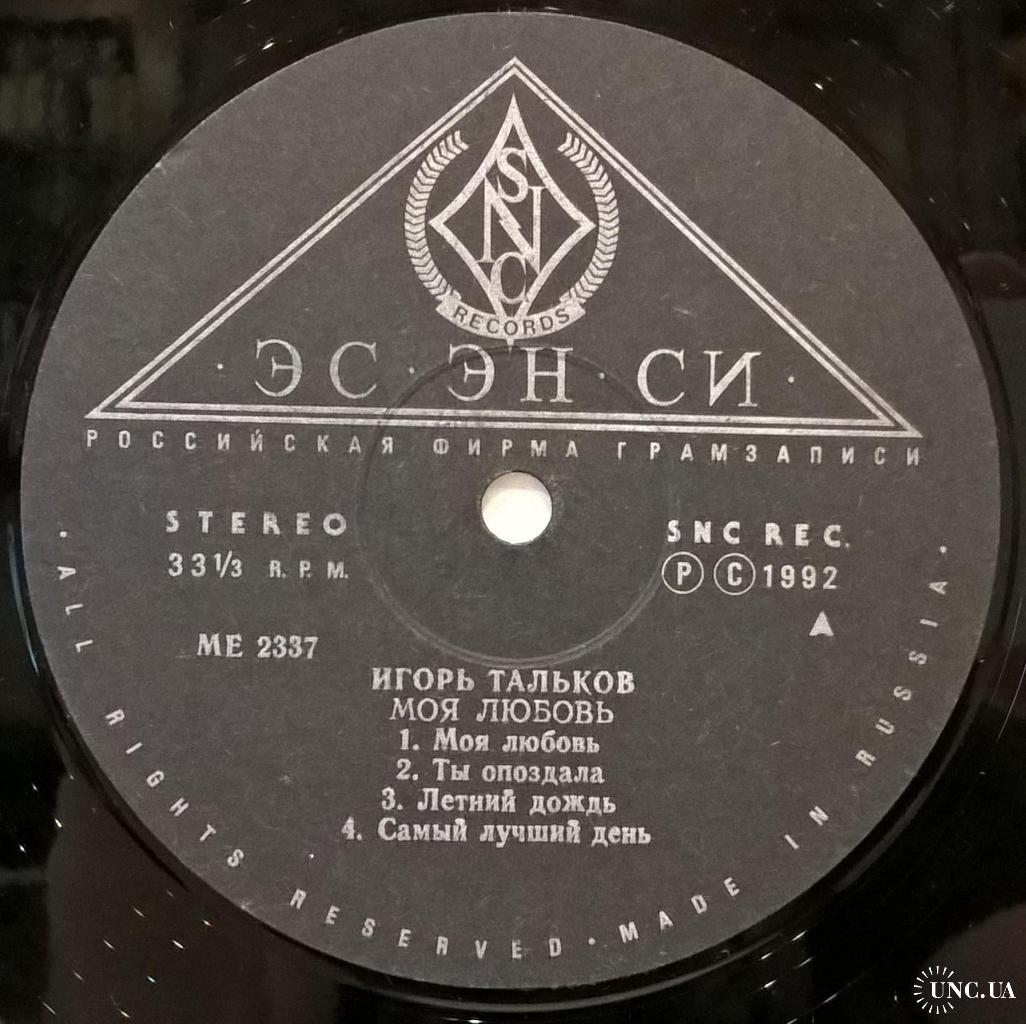 SNC
RECORDS
· ЭС · ЭН · СИ ·
РОССИЙСКАЯ ФИРМА ГРАМЗАПИСИ
STEREO
33 1/3 R. P. M.
SNC REC.
Ⓟ Ⓒ 1992
МЕ 2337
ИГОРЬ ТАЛЬКОВ
МОЯ ЛЮБОВЬ
1. Моя любовь
2. Ты опоздала
3. Летний дождь
4. Самый лучший день
· ALL RIGHTS RESERVED · MADE IN RUSSIA ·
UNC.UA